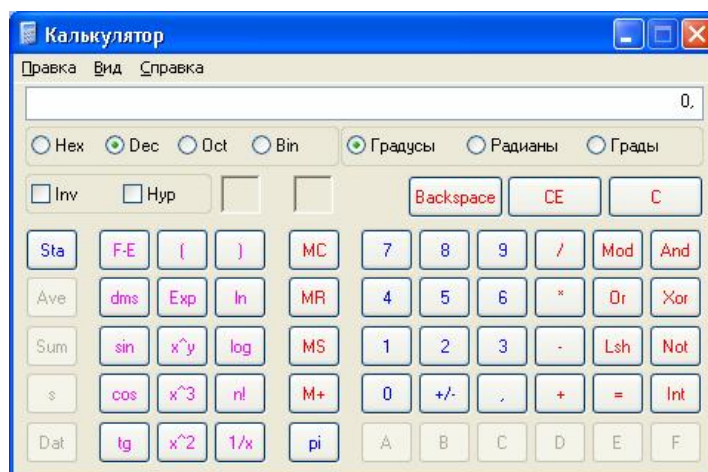 Калькулятор
Правка Вид Справка
0,
Hex Dec Oct Bin Градусы Радианы Грады
Inv Hyp Backspace CE C
Sta F-E ( ) MC 7 8 9 / Mod And
Ave dms Exp ln MR 4 5 6 * Or Xor
Sum sin x^y log MS 1 2 3 - Lsh Not
s cos x^3 n! M+ 0 +/- , + = Int
Dat tg x^2 1/x pi A B C D E F